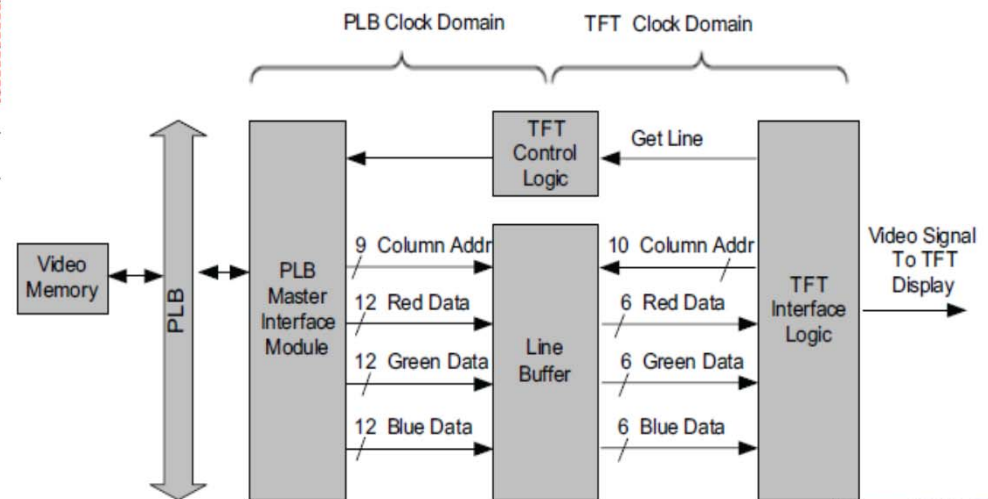 PLB Clock Domain
TFT Clock Domain
TFT
Control
Logic
Get Line
Video
Memory
PLB
PLB
Master
Interface
Module
9 Column Addr
12 Red Data
12 Green Data
12 Blue Data
Line
Buffer
10 Column Addr
6 Red Data
6 Green Data
6 Blue Data
TFT
Interface
Logic
Video Signal
To TFT
Display